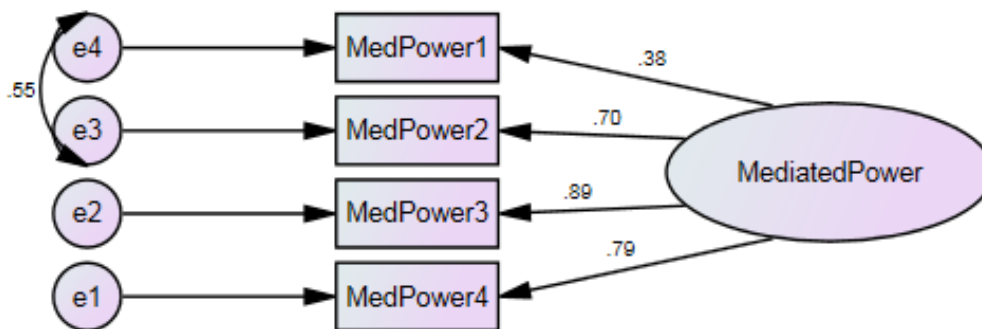 e4
MedPower1
.38
.55
e3
MedPower2
.70
MediatedPower
e2
MedPower3
.89
e1
MedPower4
.79